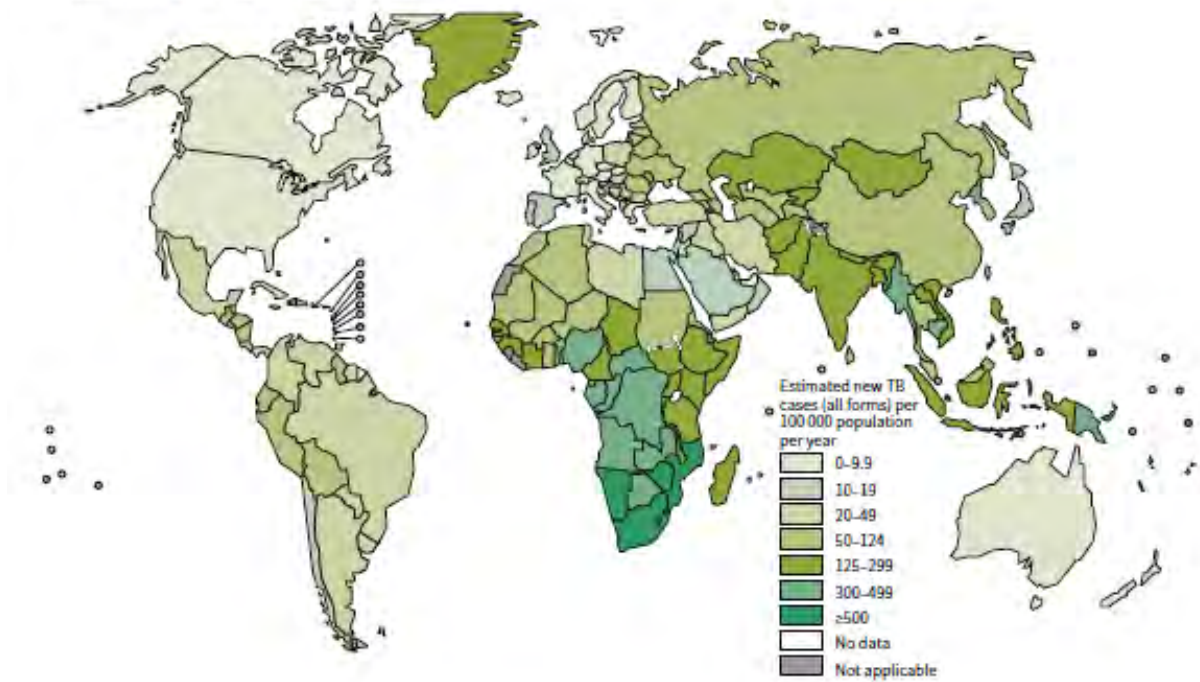 Estimated new TB
cases (all forms) per
100 000 population
per year
0–9.9
10–19
20–49
50–124
125–299
300–499
≥500
No data
Not applicable